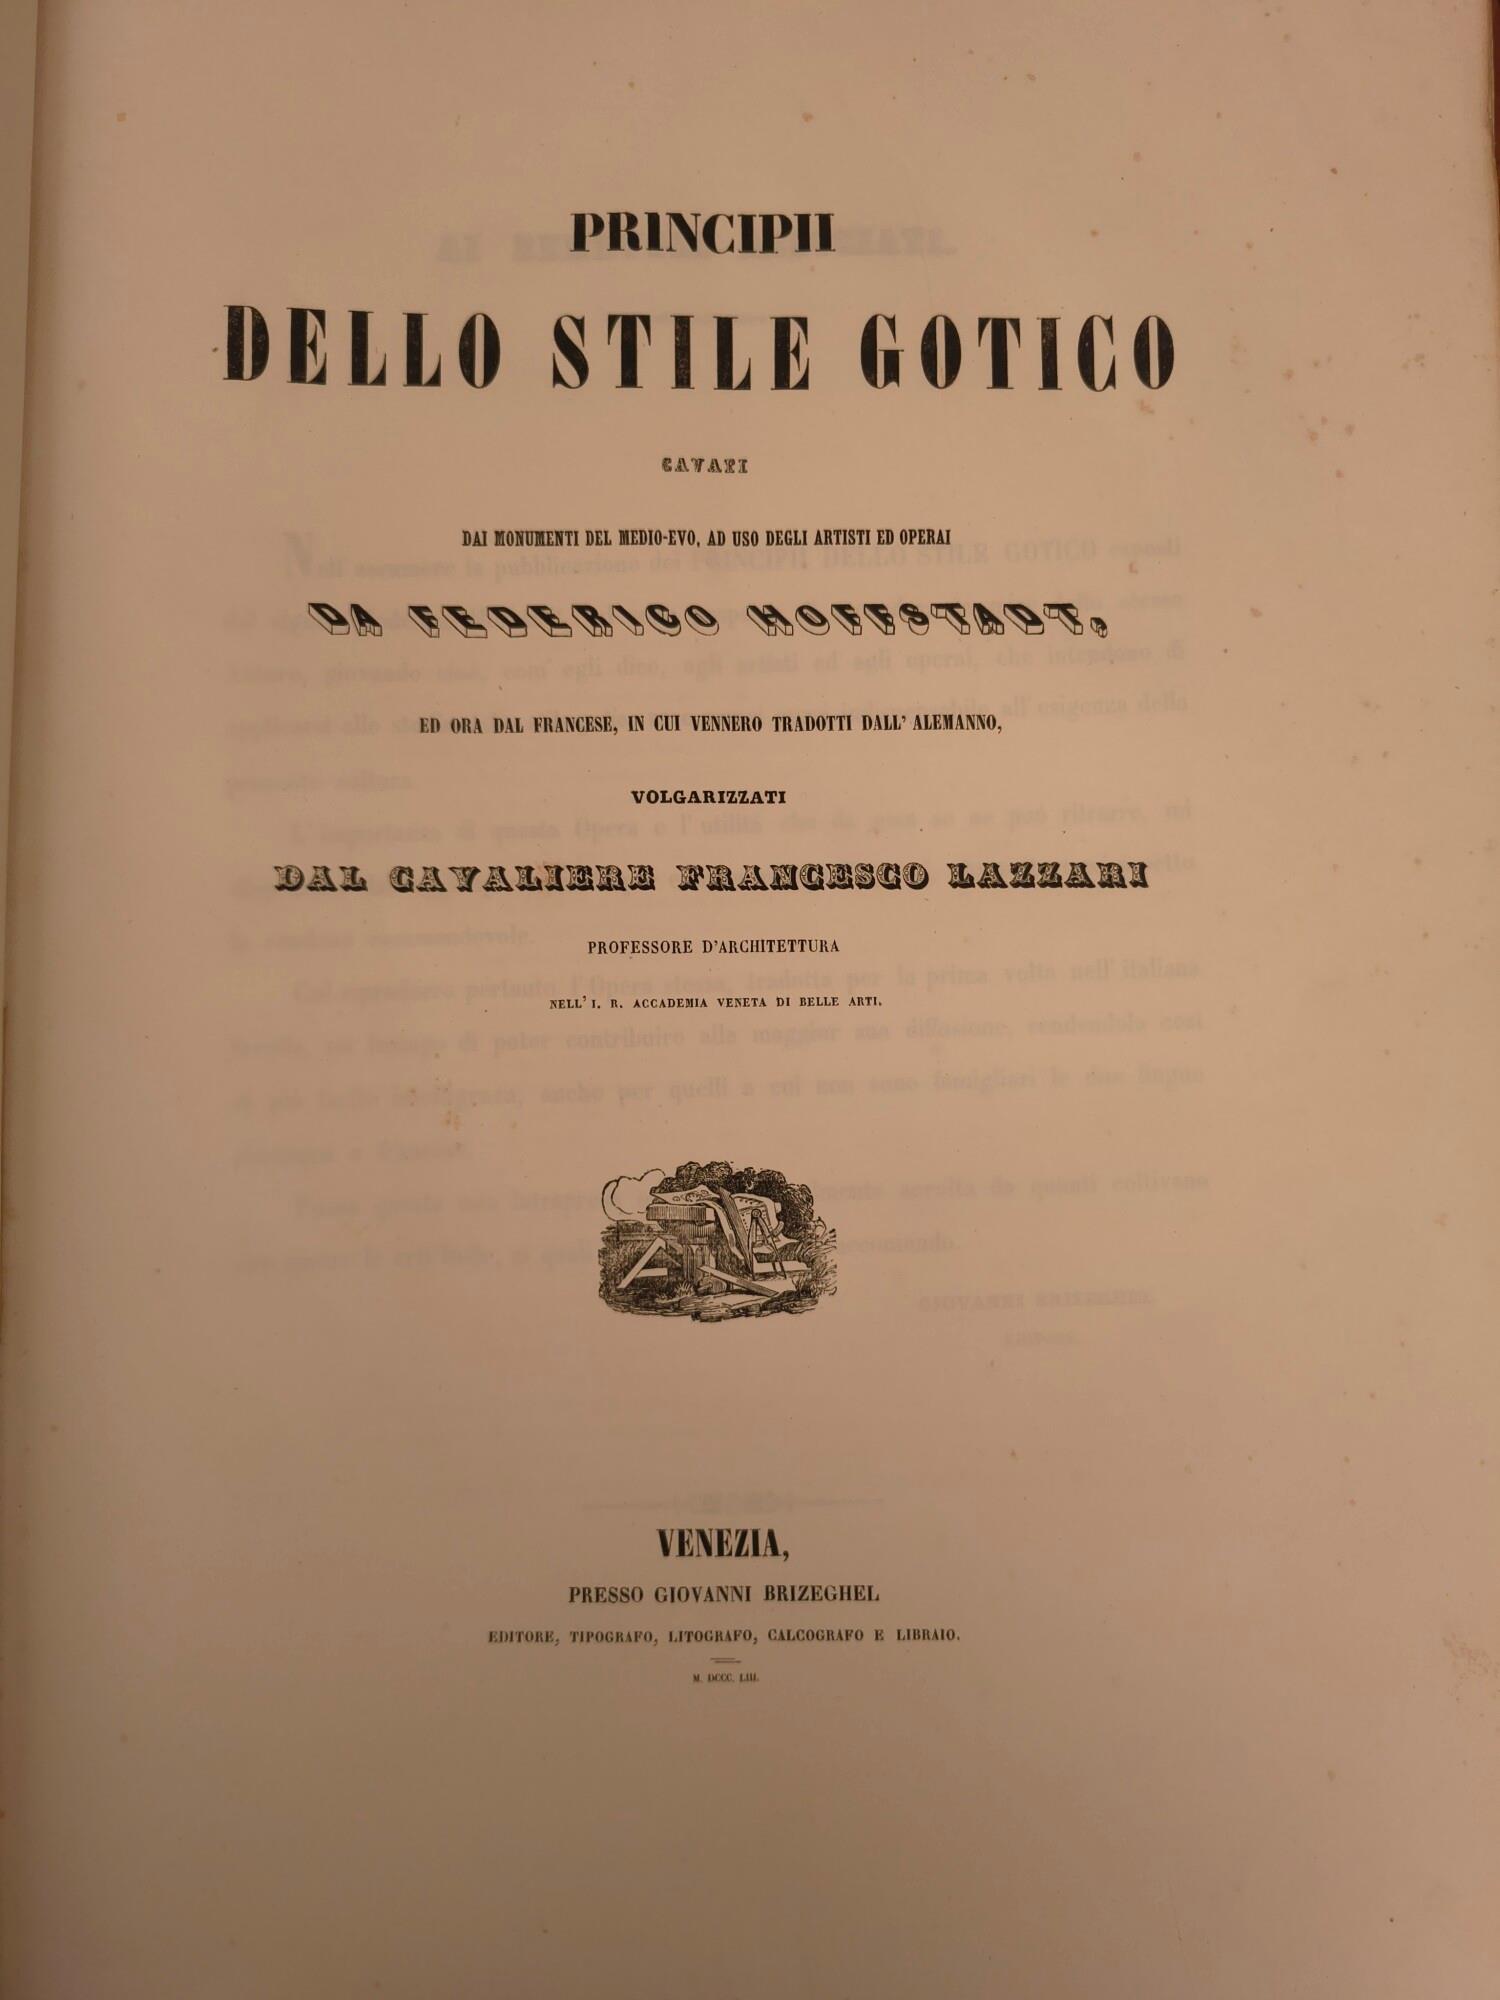 PRINCIPII
DELLO STILE GOTICO
CAVATI
DAI MONUMENTI DEL MEDIO-EVO, AD USO DEGLI ARTISTI ED OPERAI
DA FEDERICO HOFFSTADT,
ED ORA DAL FRANCESE, IN CUI VENNERO TRADOTTI DALL' ALEMANNO,
VOLGARIZZATI
DAL CAVALIERE FRANCESCO LAZZARI
PROFESSORE D'ARCHITETTURA
NELL' I. R. ACCADEMIA VENETA DI BELLE ARTI.
VENEZIA,
PRESSO GIOVANNI BRIZEGHEL
EDITORE, TIPOGRAFO, LITOGRAFO, CALCOGRAFO E LIBRAIO.
M. DCCC. LIII.